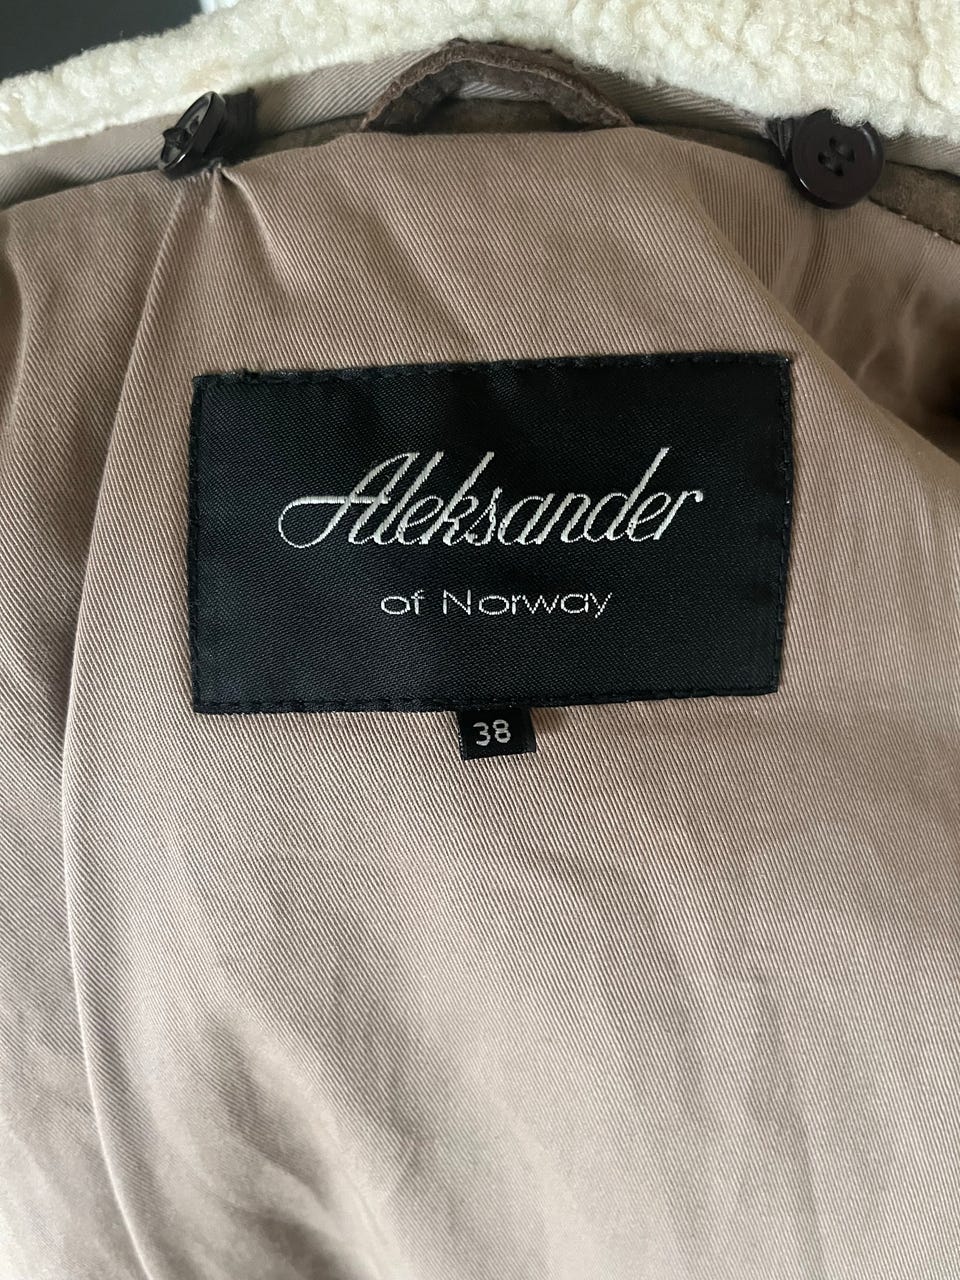 Aleksander
of Norway
38